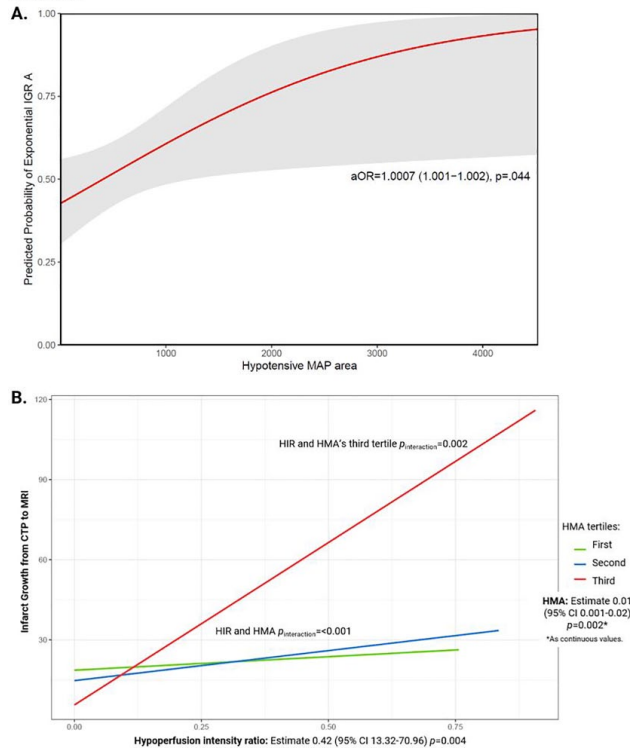 A.
Predicted Probability of Exponential IGR A
1.00
0.75
0.50
0.25
0.00
aOR=1.0007 (1.001−1.002), p=.044
1000
2000
3000
4000
Hypotensive MAP area
B.
Infarct Growth from CTP to MRI
120
90
60
30
HIR and HMA's third tertile pinteraction=0.002
HIR and HMA pinteraction=<0.001
HMA tertiles:
First
Second
Third
HMA: Estimate 0.01
(95% CI 0.001-0.02)
p=0.002*
*As continuous values.
0.00
0.25
0.50
0.75
Hypoperfusion intensity ratio: Estimate 0.42 (95% CI 13.32-70.96) p=0.004